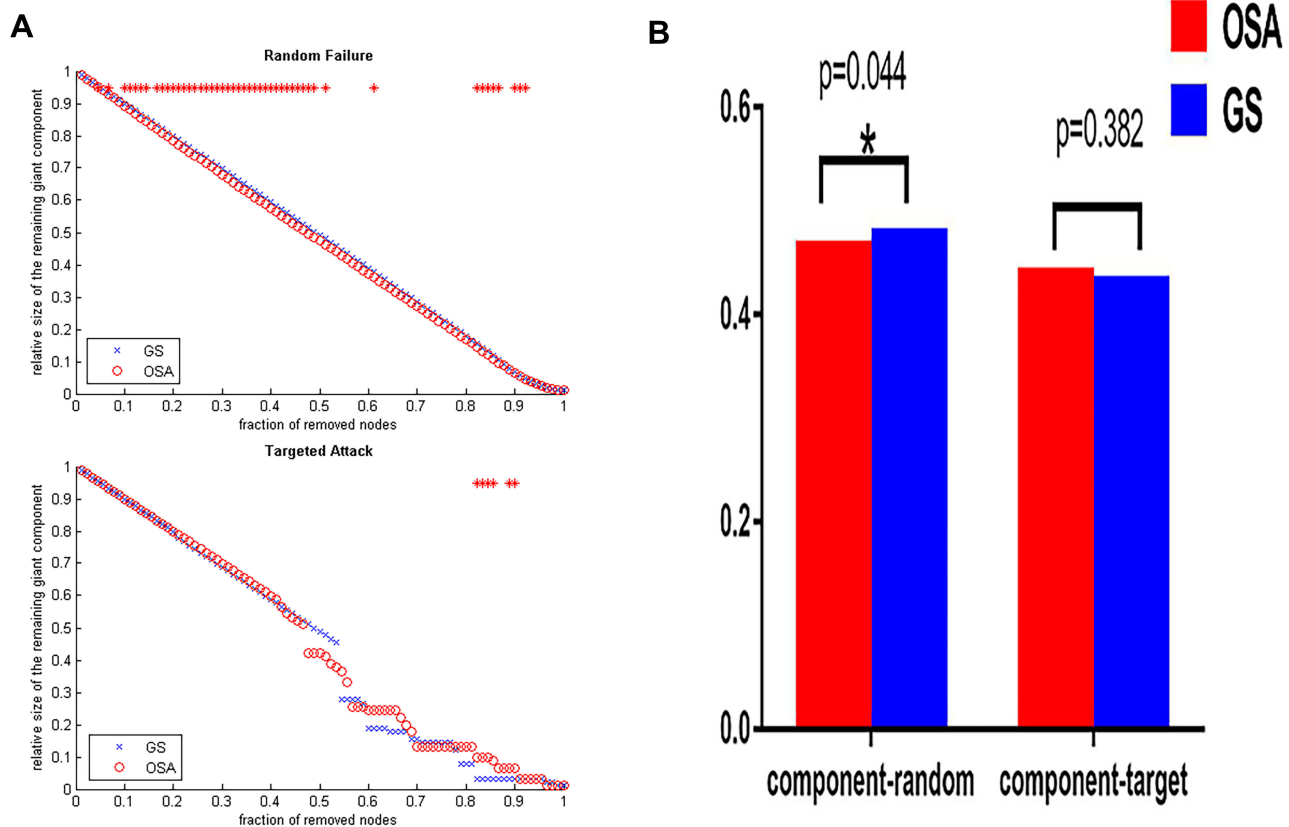 A
Random Failure
relative size of the remaining giant component
1
0.9
0.8
0.7
0.6
0.5
0.4
0.3
0.2
0.1
0
GS
OSA
0 0.1 0.2 0.3 0.4 0.5 0.6 0.7 0.8 0.9 1
fraction of removed nodes
Targeted Attack
relative size of the remaining giant component
1
0.9
0.8
0.7
0.6
0.5
0.4
0.3
0.2
0.1
0
GS
OSA
0 0.1 0.2 0.3 0.4 0.5 0.6 0.7 0.8 0.9 1
fraction of removed nodes
B
OSA
GS
p=0.044
*
p=0.382
0.6
0.4
0.2
0.0
component-random component-target